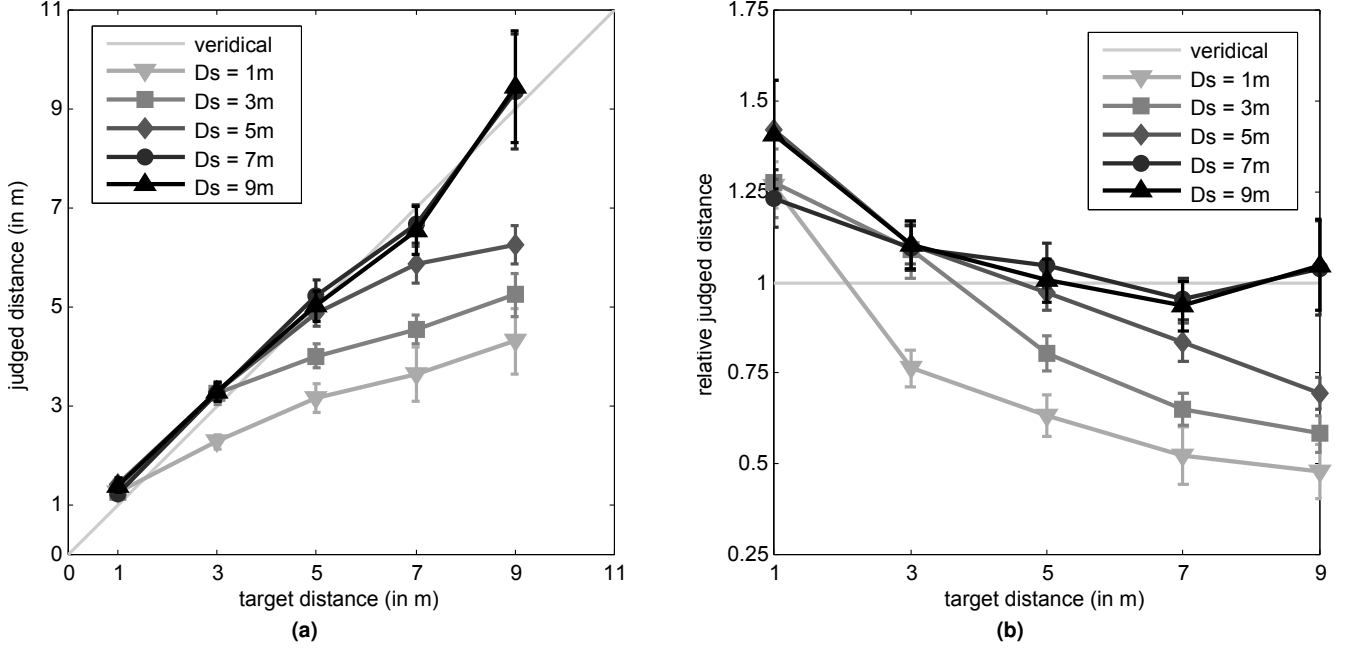 11
9
7
5
3
1
0
0
1
3
5
7
9
11
judged distance (in m)
target distance (in m)
veridical
Ds = 1m
Ds = 3m
Ds = 5m
Ds = 7m
Ds = 9m
(a)
1.75
1.5
1.25
1
0.75
0.5
0.25
1
3
5
7
9
relative judged distance
target distance (in m)
veridical
Ds = 1m
Ds = 3m
Ds = 5m
Ds = 7m
Ds = 9m
(b)